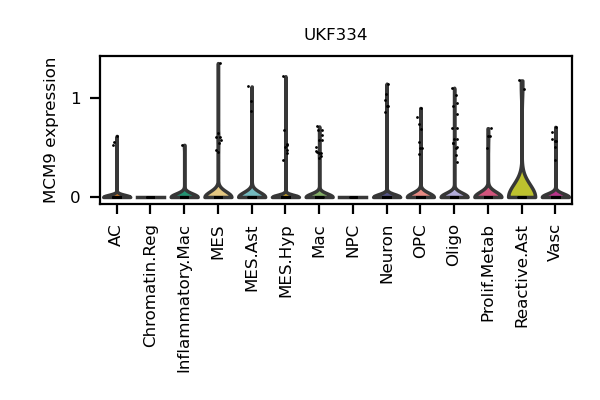 UKF334
MCM9 expression
1
0
AC
Chromatin.Reg
Inflammatory.Mac
MES
MES.Ast
MES.Hyp
Mac
NPC
Neuron
OPC
Oligo
Prolif.Metab
Reactive.Ast
Vasc